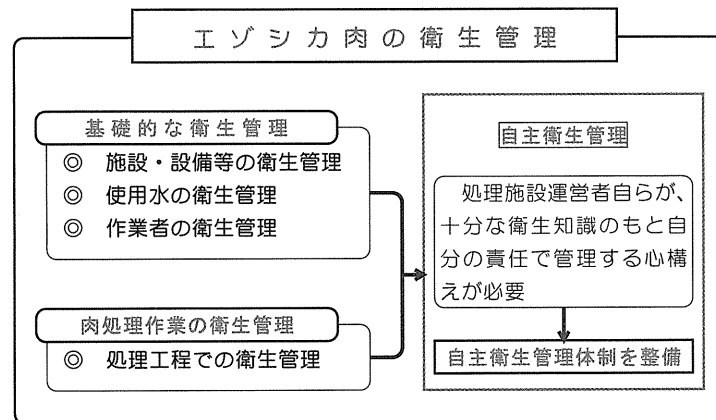 エゾシカ肉の衛生管理
基礎的な衛生管理
◎ 施設・設備等の衛生管理
◎ 使用水の衛生管理
◎ 作業者の衛生管理
肉処理作業の衛生管理
◎ 処理工程での衛生管理
自主衛生管理
処理施設運営者自らが、
十分な衛生知識のもと自
分の責任で管理する心構
えが必要
自主衛生管理体制を整備